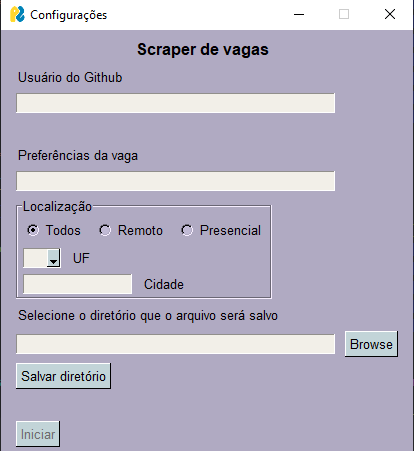 Configurações
Scraper de vagas
Usuário do Github
Preferências da vaga
Localização
Todos Remoto Presencial
UF
Cidade
Selecione o diretório que o arquivo será salvo
Browse
Salvar diretório
Iniciar